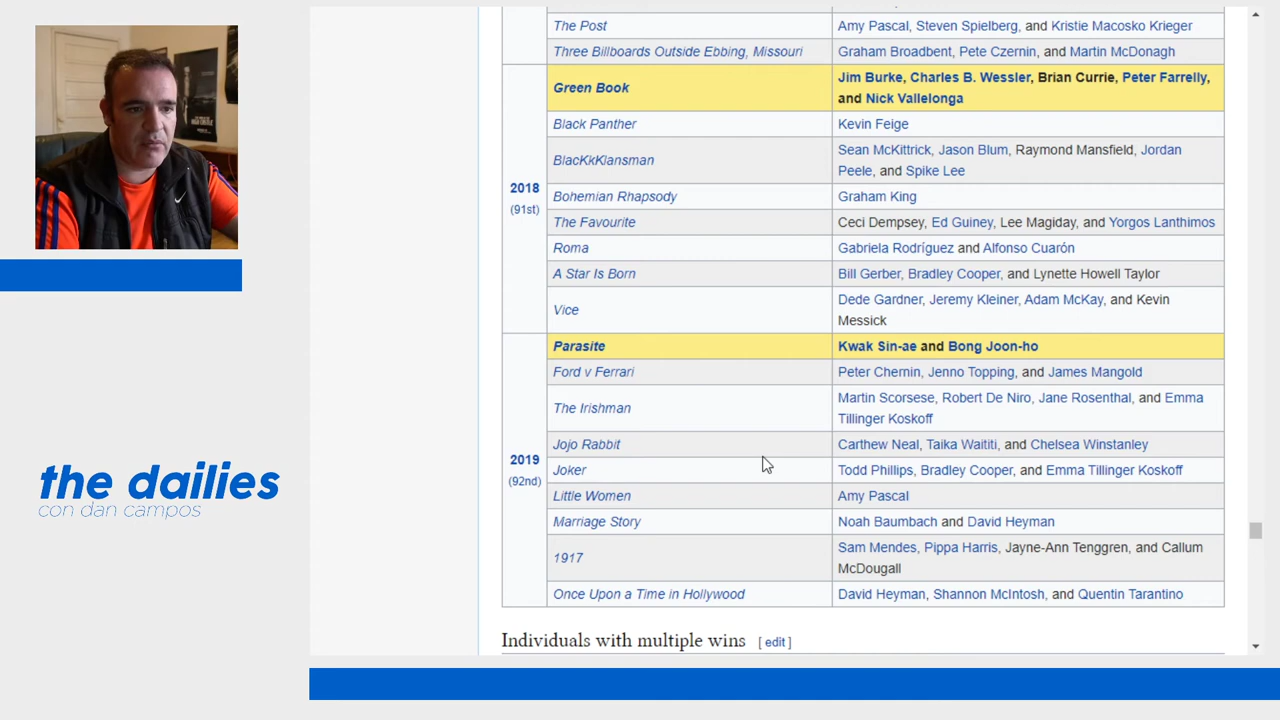 The Post Amy Pascal, Steven Spielberg, and Kristie Macosko Krieger
Three Billboards Outside Ebbing, Missouri Graham Broadbent, Pete Czernin, and Martin McDonagh
2018
(91st)
Green Book Jim Burke, Charles B. Wessler, Brian Currie, Peter Farrelly,
and Nick Vallelonga
Black Panther Kevin Feige
BlacKkKlansman Sean McKittrick, Jason Blum, Raymond Mansfield, Jordan
Peele, and Spike Lee
Bohemian Rhapsody Graham King
The Favourite Ceci Dempsey, Ed Guiney, Lee Magiday, and Yorgos Lanthimos
Roma Gabriela Rodríguez and Alfonso Cuarón
A Star Is Born Bill Gerber, Bradley Cooper, and Lynette Howell Taylor
Vice Dede Gardner, Jeremy Kleiner, Adam McKay, and Kevin
Messick
2019
(92nd)
Parasite Kwak Sin-ae and Bong Joon-ho
Ford v Ferrari Peter Chernin, Jenno Topping, and James Mangold
The Irishman Martin Scorsese, Robert De Niro, Jane Rosenthal, and Emma
Tillinger Koskoff
Jojo Rabbit Carthew Neal, Taika Waititi, and Chelsea Winstanley
Joker Todd Phillips, Bradley Cooper, and Emma Tillinger Koskoff
Little Women Amy Pascal
Marriage Story Noah Baumbach and David Heyman
1917 Sam Mendes, Pippa Harris, Jayne-Ann Tenggren, and Callum
McDougall
Once Upon a Time in Hollywood David Heyman, Shannon McIntosh, and Quentin Tarantino
Individuals with multiple wins [ edit ]
the dailies
con dan campos